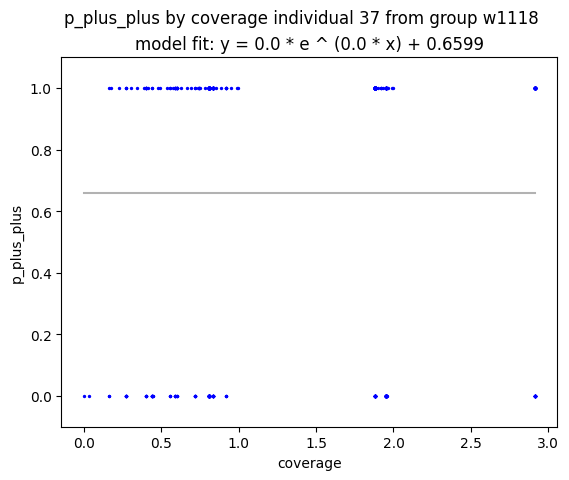 p_plus_plus by coverage individual 37 from group w1118
model fit: y = 0.0 * e ^ (0.0 * x) + 0.6599
1.0
0.8
0.6
0.4
0.2
0.0
p_plus_plus
0.0 0.5 1.0 1.5 2.0 2.5 3.0
coverage